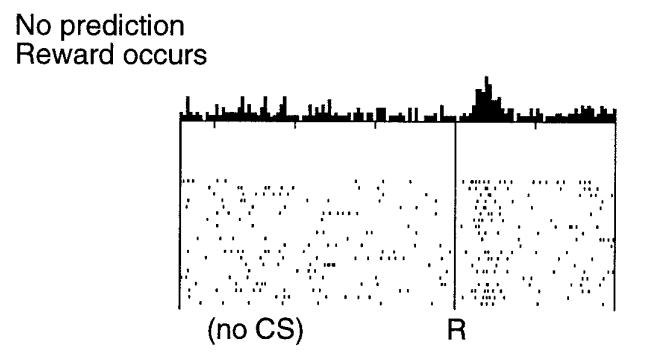 No prediction
Reward occurs
(no CS)
R